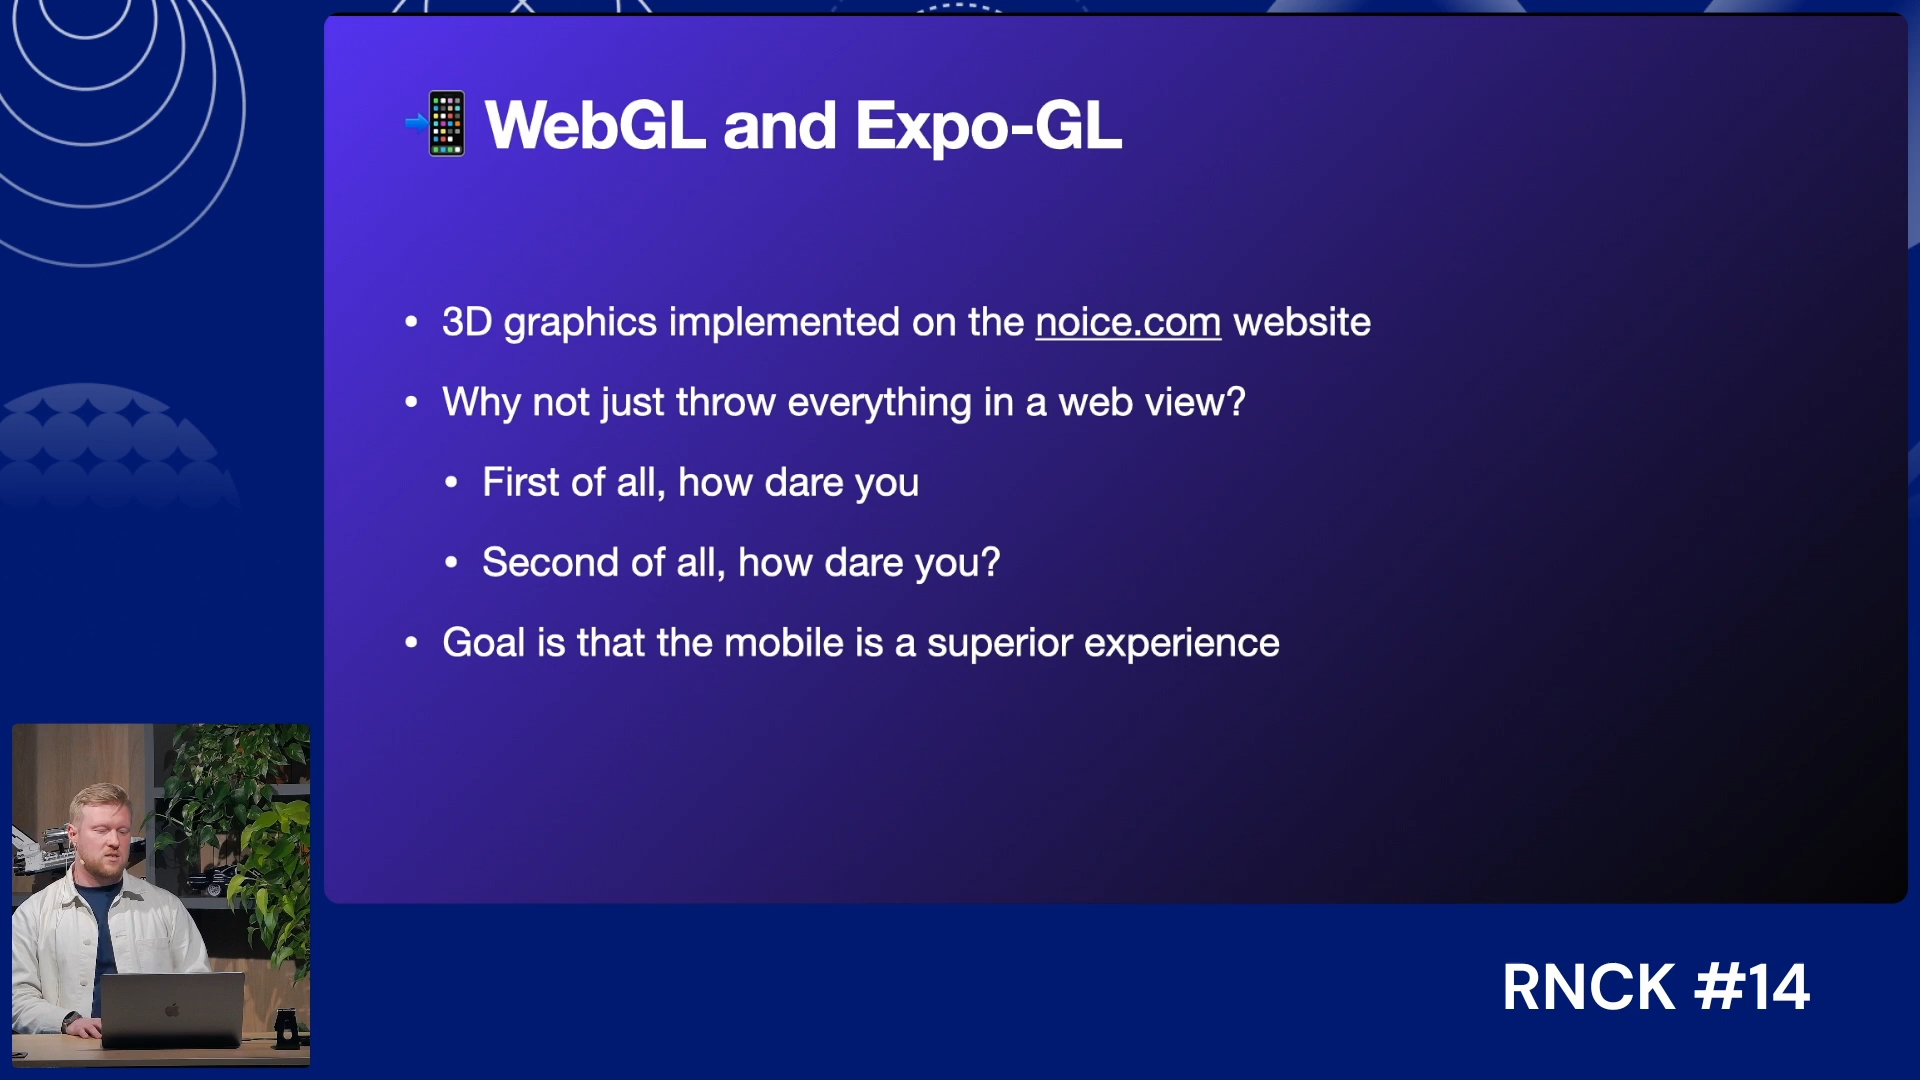 WebGL and Expo-GL
• 3D graphics implemented on the noice.com website
• Why not just throw everything in a web view?
• First of all, how dare you
• Second of all, how dare you?
• Goal is that the mobile is a superior experience
RNCK #14